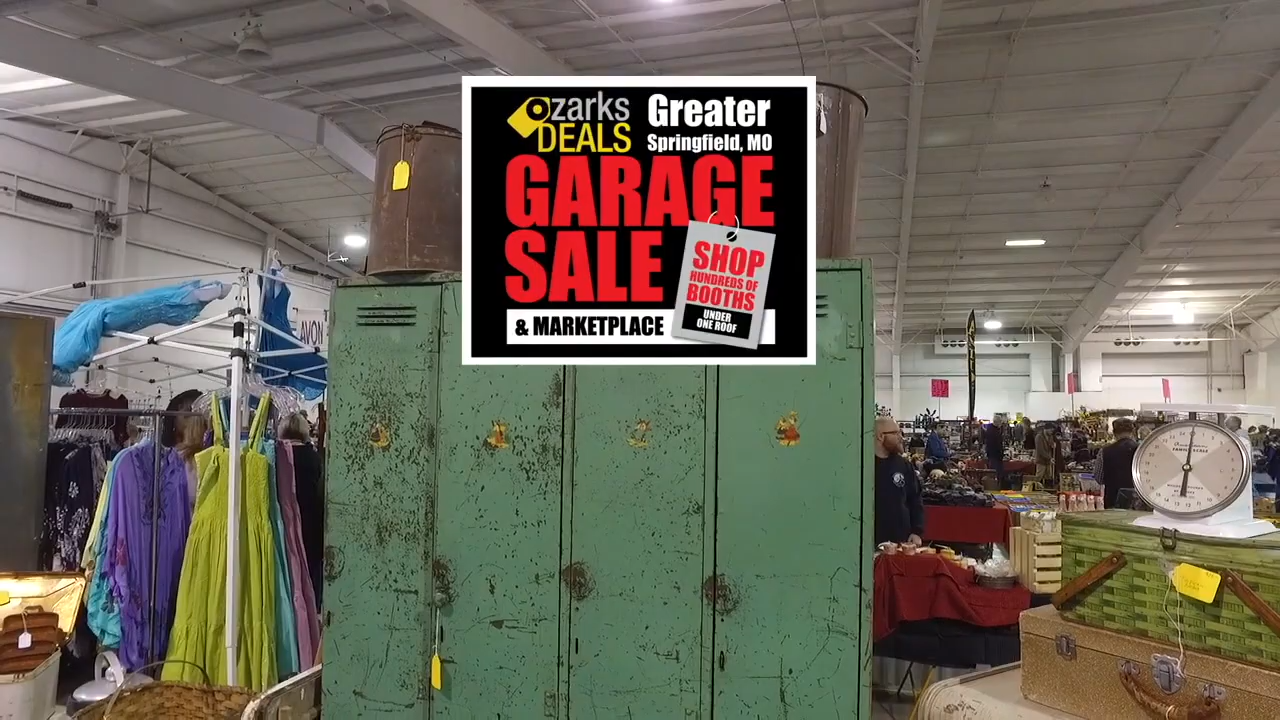 Ozarks
DEALS
Greater
Springfield, MO
GARAGE
SALE
SHOP
HUNDREDS OF
BOOTHS
UNDER
ONE ROOF
& MARKETPLACE
AVON